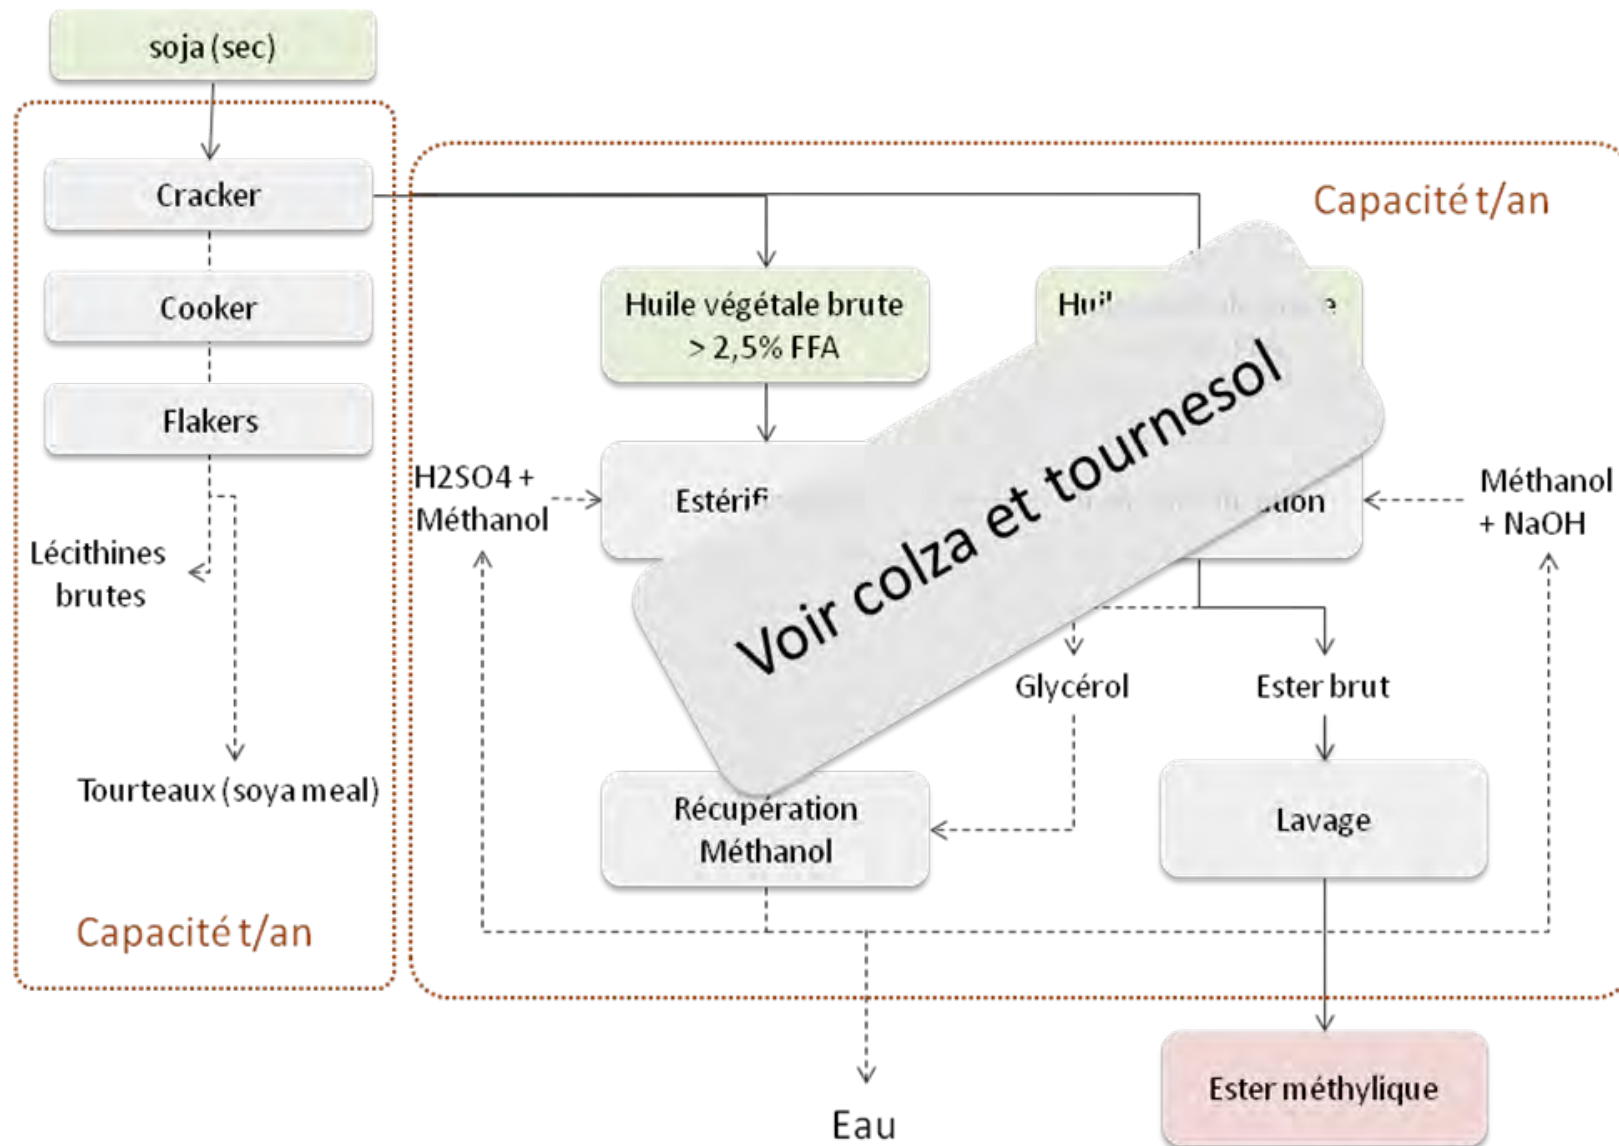 soja (sec)
Cracker
Cooker
Flakers
Lécithines
brutes
Tourteaux (soya meal)
Capacité t/an
Capacité t/an
Huile végétale brute
> 2,5% FFA
H2SO4 +
Méthanol
Méthanol
+ NaOH
Voir colza et tournesol
Glycérol
Ester brut
Récupération
Méthanol
Lavage
Eau
Ester méthylique